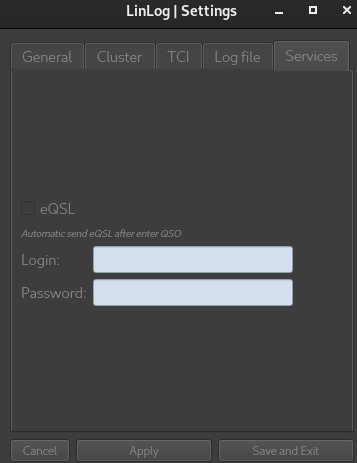 LinLog | Settings
General Cluster TCI Log file Services
eQSL
Automatic send eQSL after enter QSO
Login:
Password:
Cancel Apply Save and Exit